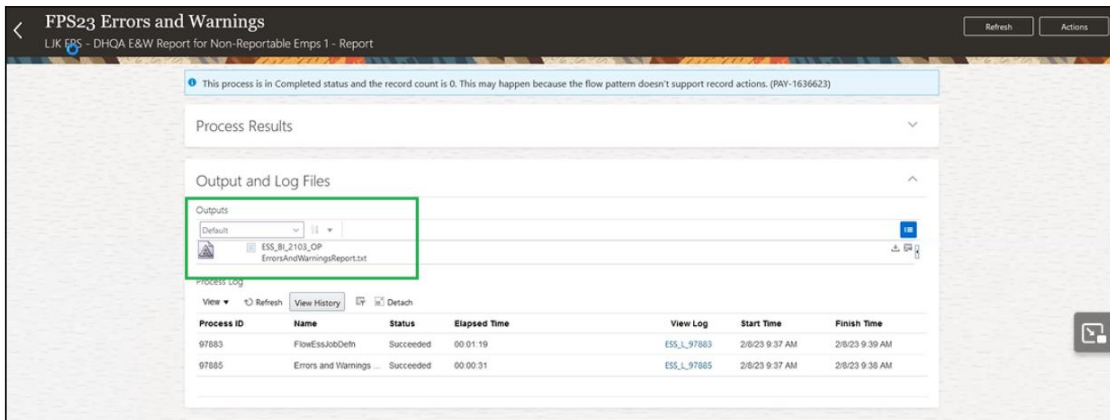 FPS23 Errors and Warnings
LJK FPS - DHQA E&W Report for Non-Reportable Emps 1 - Report
Refresh
Actions
This process is in Completed status and the record count is 0. This may happen because the flow pattern doesn't support record actions. (PAY-1636623)
Process Results
Output and Log Files
Outputs
Default
ESS_BI_2103_OP
ErrorsAndWarningsReport.txt
Process Log
View Refresh View History Detach
Process ID Name Status Elapsed Time View Log Start Time Finish Time
97883 FlowEssJobDefn Succeeded 00:01:19 ESS_L_97883 2/8/23 9:37 AM 2/8/23 9:39 AM
97885 Errors and Warnings ... Succeeded 00:00:31 ESS_L_97885 2/8/23 9:37 AM 2/8/23 9:38 AM